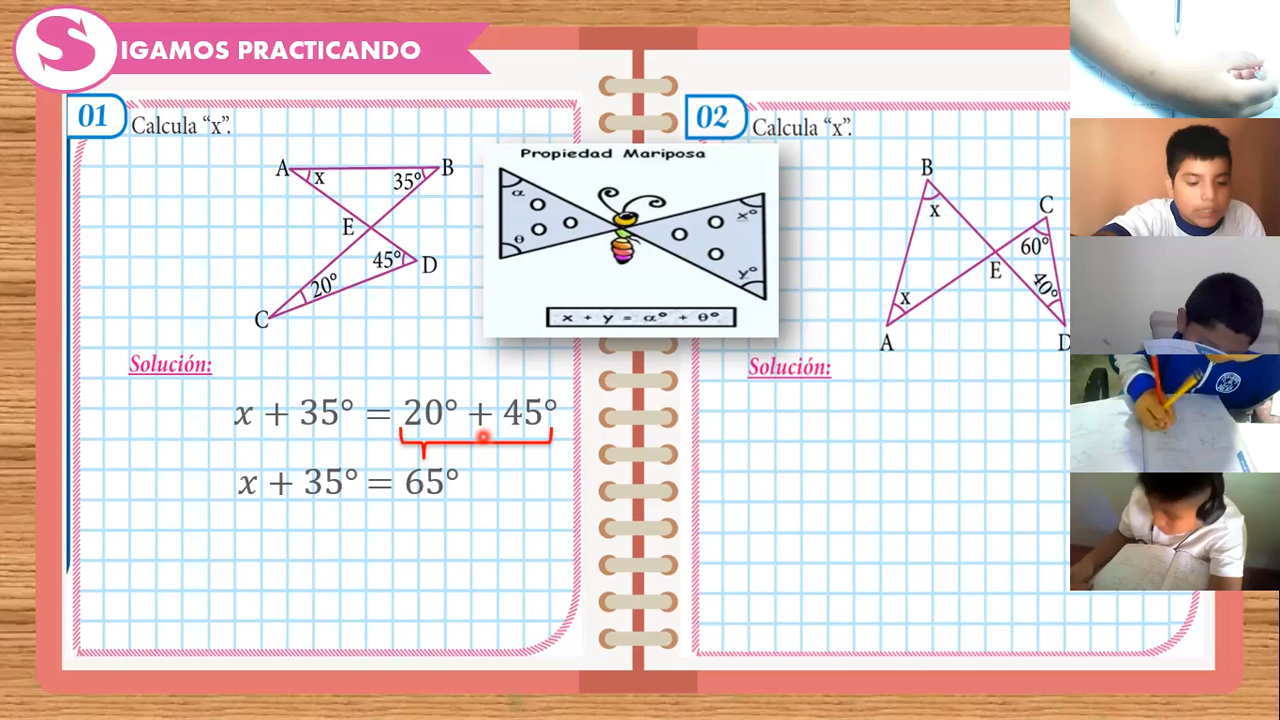 SIGAMOS PRACTICANDO
01
Calcula “x”.
A
x
35°
B
E
45°
D
20°
C
Propiedad Mariposa
α
θ
x°
y°
x + y = α° + θ°
Solución:
x + 35° = 20° + 45°
x + 35° = 65°
02
Calcula “x”.
B
x
C
60°
E
40°
x
A
D
Solución: